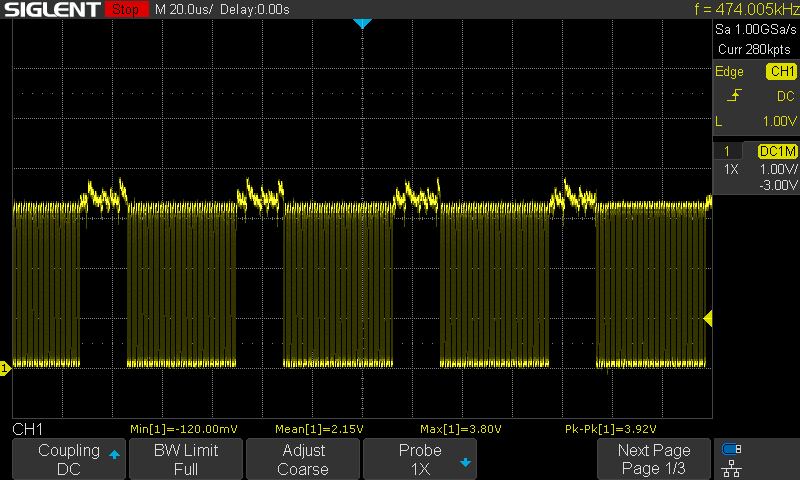 SIGLENT Stop M 20.0us/ Delay:0.00s f = 474.005kHz
Sa 1.00GSa/s
Curr 280kpts
Edge CH1
DC
L 1.00V
1 DC1M
1X 1.00V/
-3.00V
1
CH1 Min[1]=-120.00mV Mean[1]=2.15V Max[1]=3.80V Pk-Pk[1]=3.92V
Coupling BW Limit Adjust Probe Next Page
DC Full Coarse 1X Page 1/3